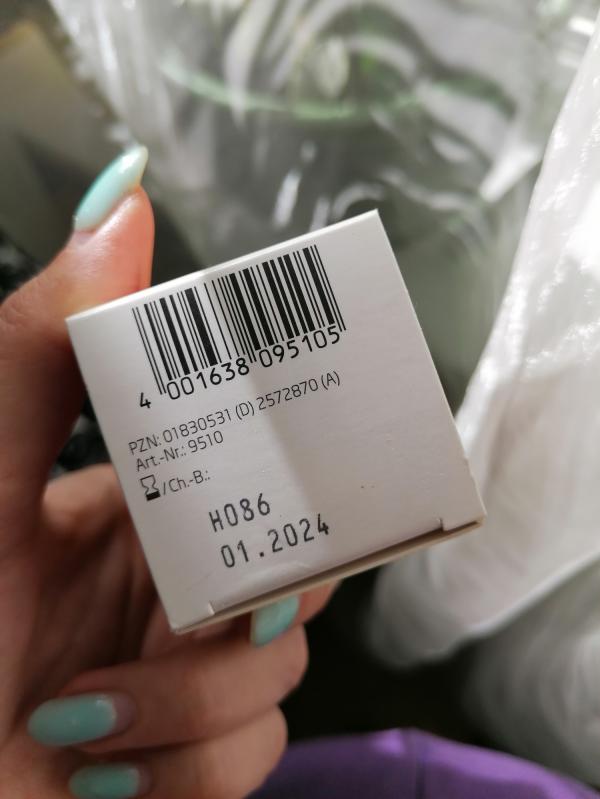 4 001638 095105
PZN: 01830531 (D) 2572870 (A)
Art.-Nr.: 9510
/Ch.-B.:
H086
01.2024